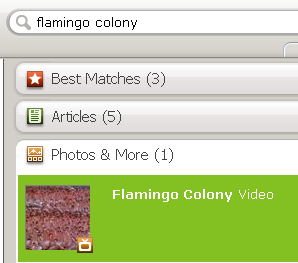 flamingo colony
Best Matches (3)
Articles (5)
Photos & More (1)
Flamingo Colony Video